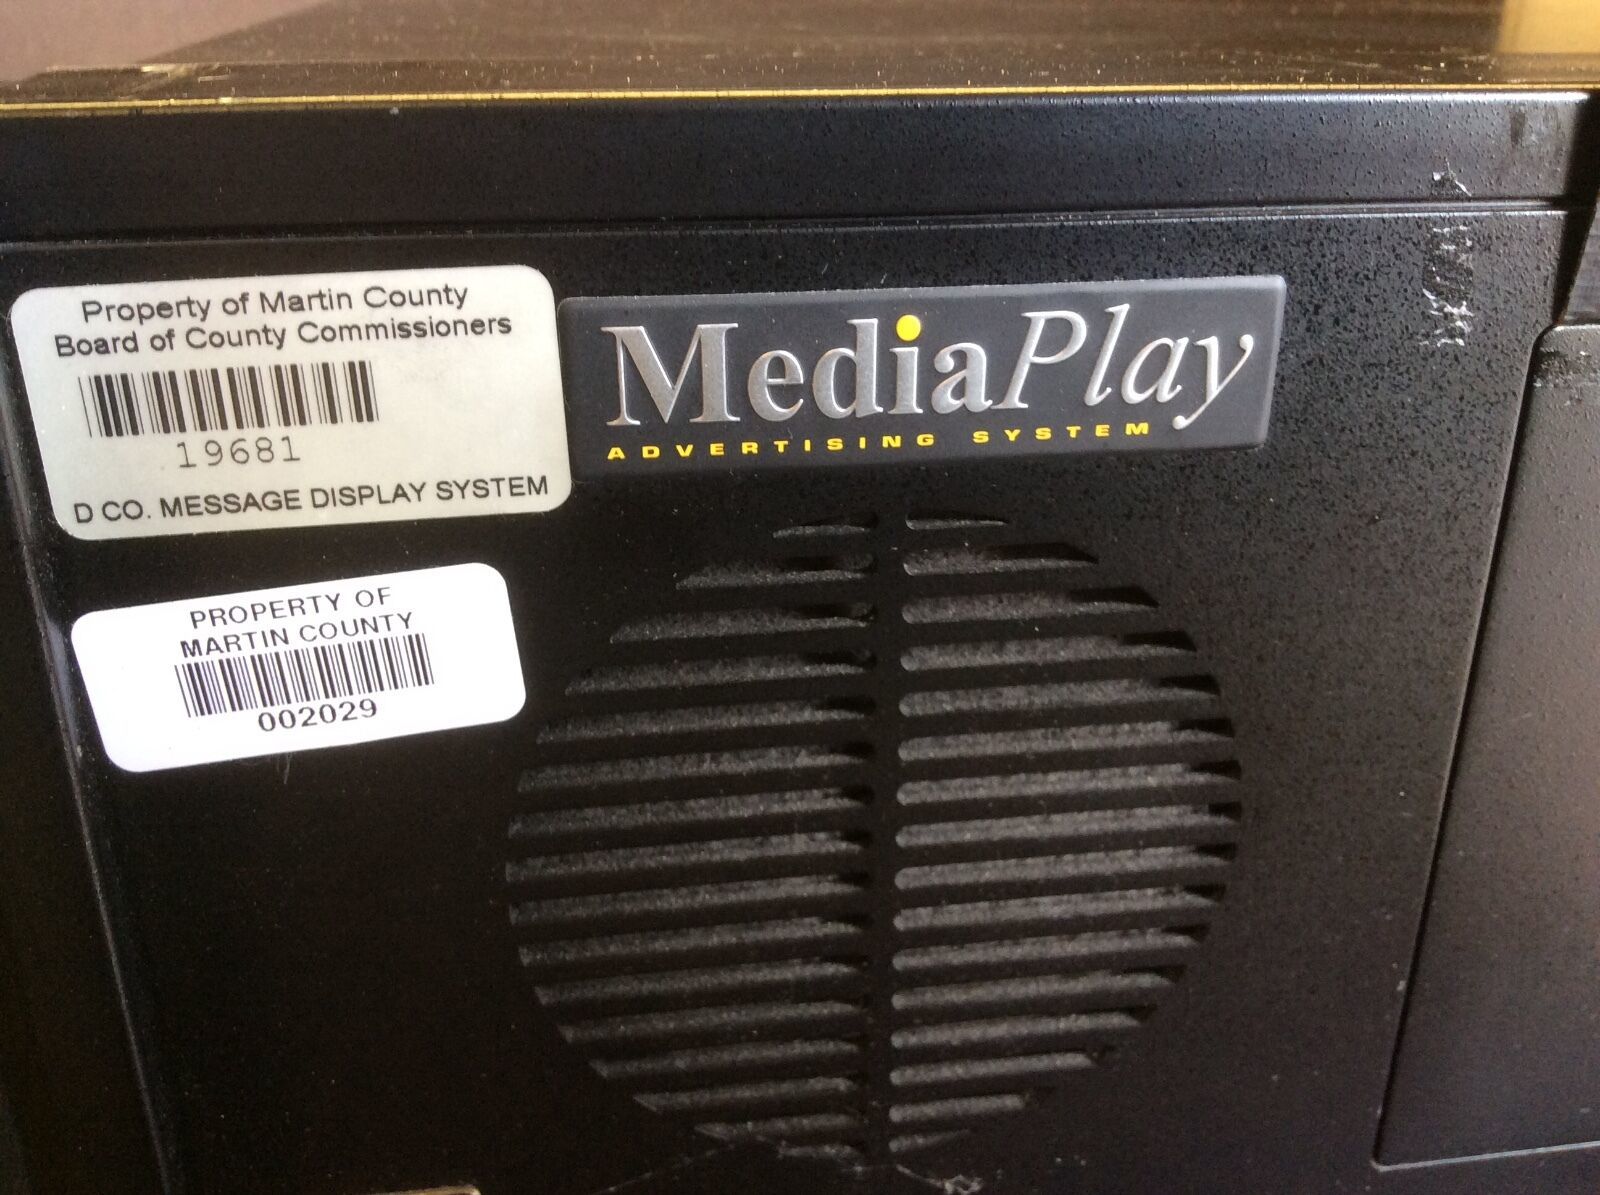 Property of Martin County
Board of County Commissioners
19681
D CO. MESSAGE DISPLAY SYSTEM
MediaPlay
ADVERTISING SYSTEM
PROPERTY OF
MARTIN COUNTY
002029